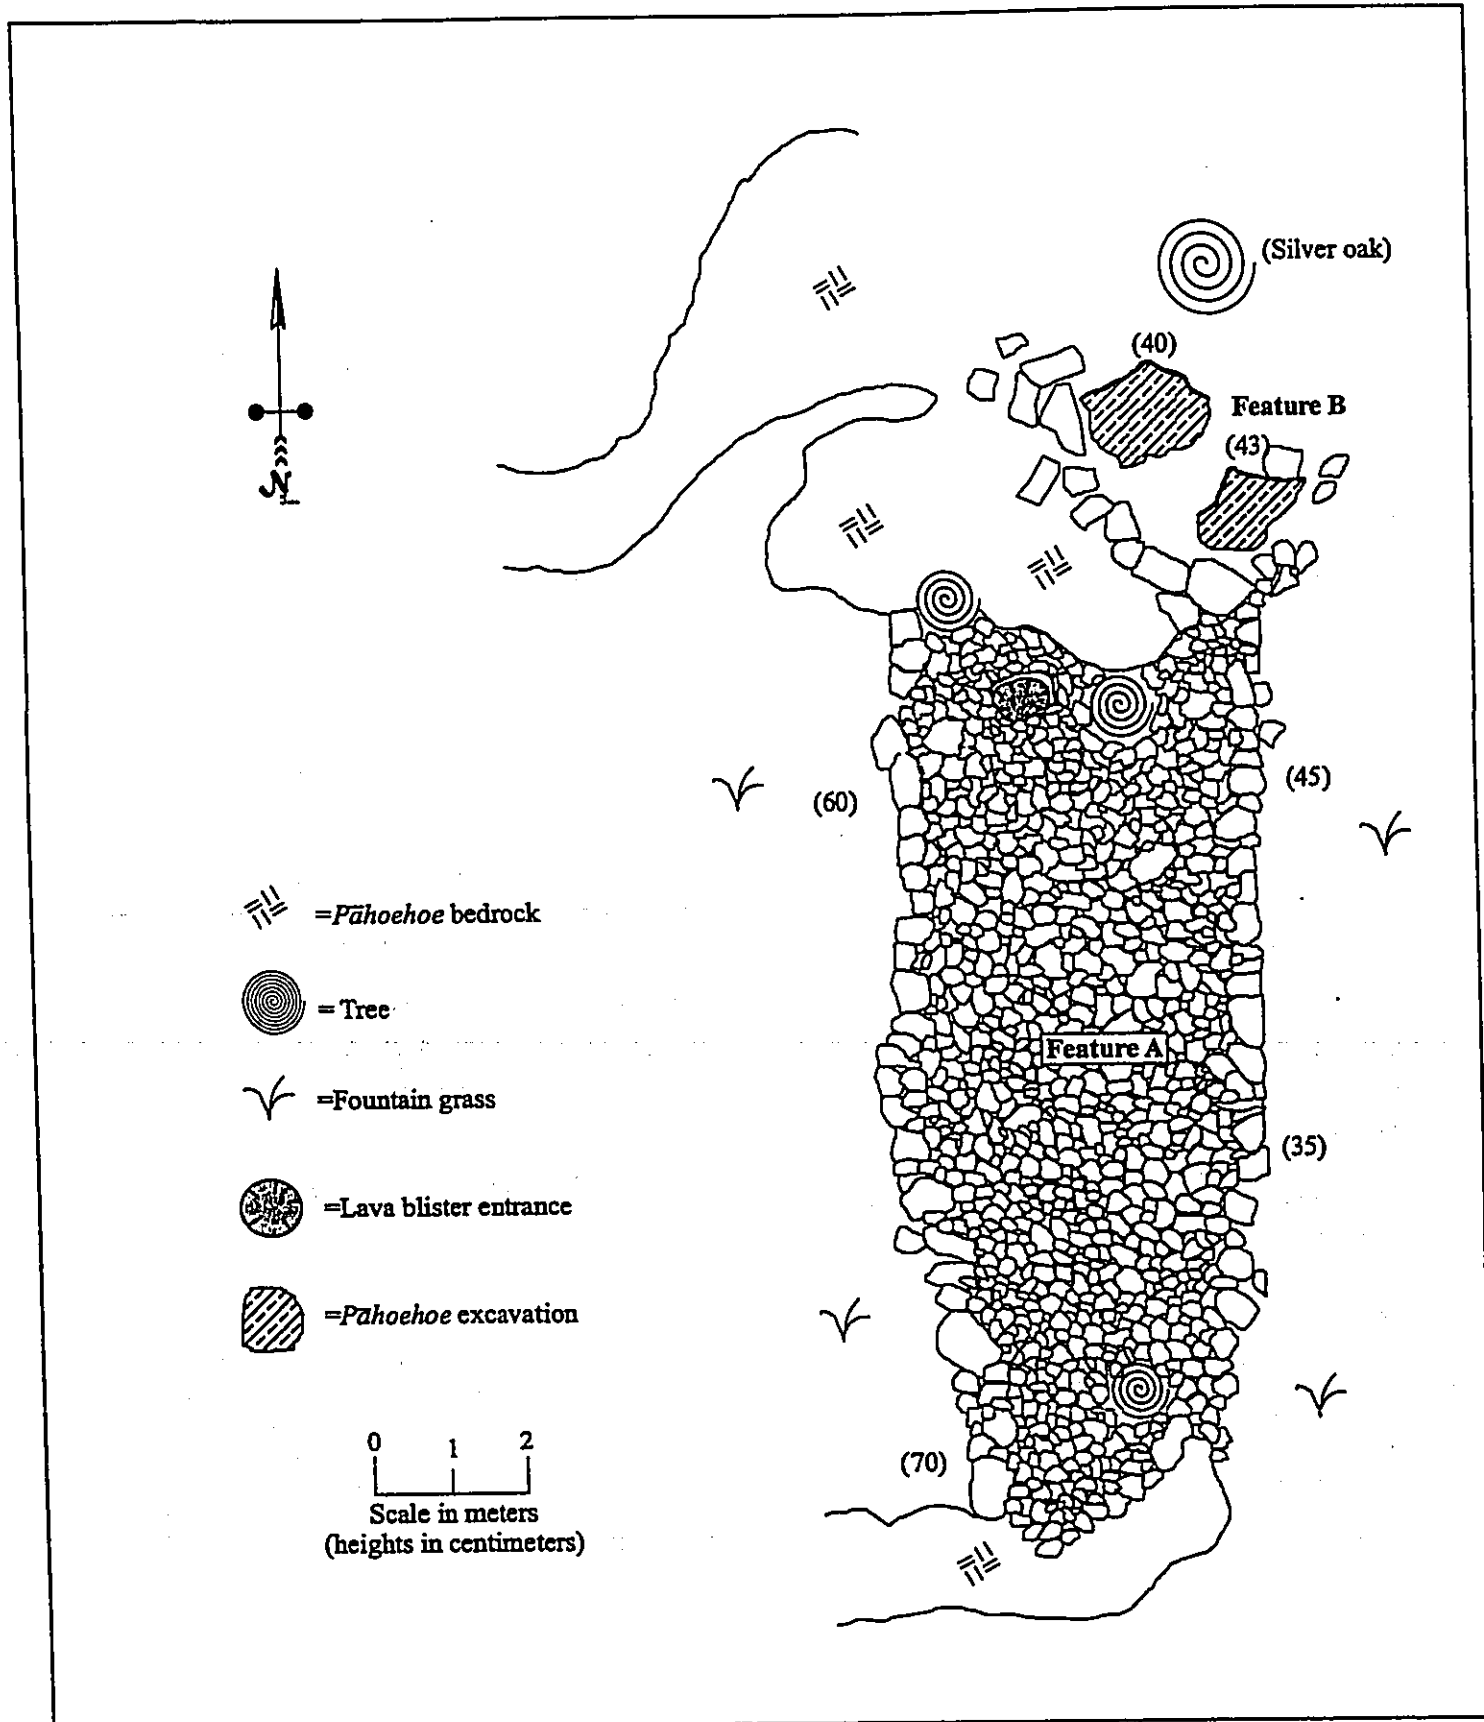 (Silver oak)
(40)
Feature B
(43)
N
(45)
(60)
=Pāhoehoe bedrock
= Tree
Feature A
=Fountain grass
(35)
=Lava blister entrance
=Pāhoehoe excavation
0 1 2
(70)
Scale in meters
(heights in centimeters)